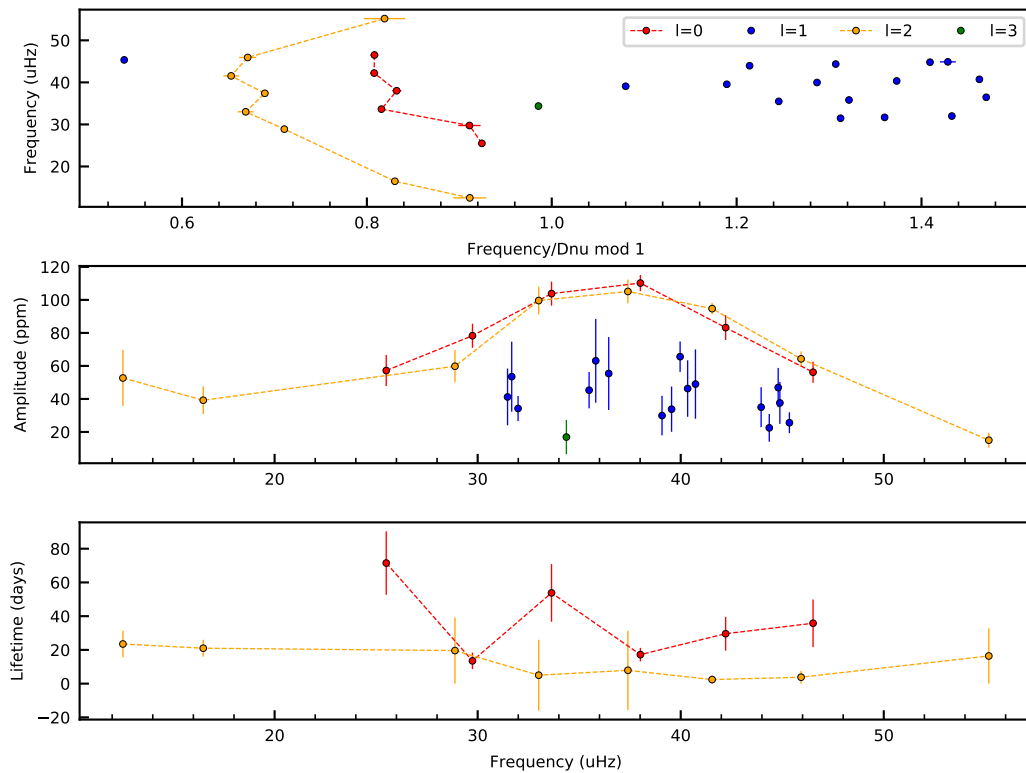 l=0 l=1 l=2 l=3
Frequency (uHz)
50
40
30
20
0.6 0.8 1.0 1.2 1.4
Frequency/Dnu mod 1
Amplitude (ppm)
120
100
80
60
40
20
20 30 40 50
Lifetime (days)
80
60
40
20
0
−20
20 30 40 50
Frequency (uHz)